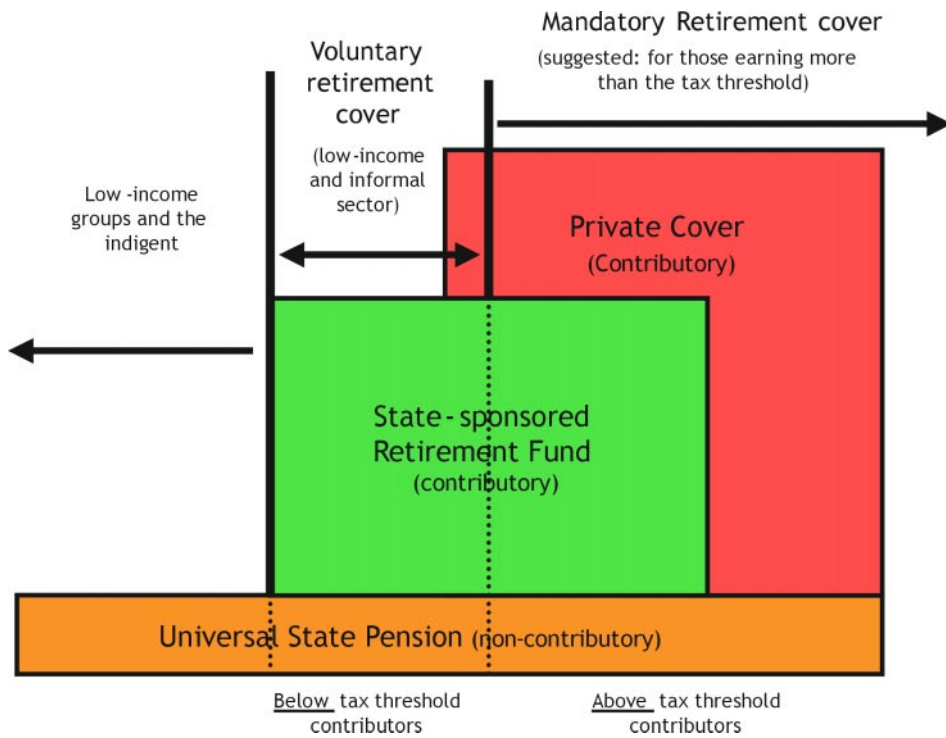 Mandatory Retirement cover
(suggested: for those earning more
than the tax threshold)
Voluntary
retirement
cover
(low-income
and informal
sector)
Low -income
groups and the
indigent
Private Cover
(Contributory)
State-sponsored
Retirement Fund
(contributory)
Universal State Pension (non-contributory)
Below tax threshold
contributors
Above tax threshold
contributors